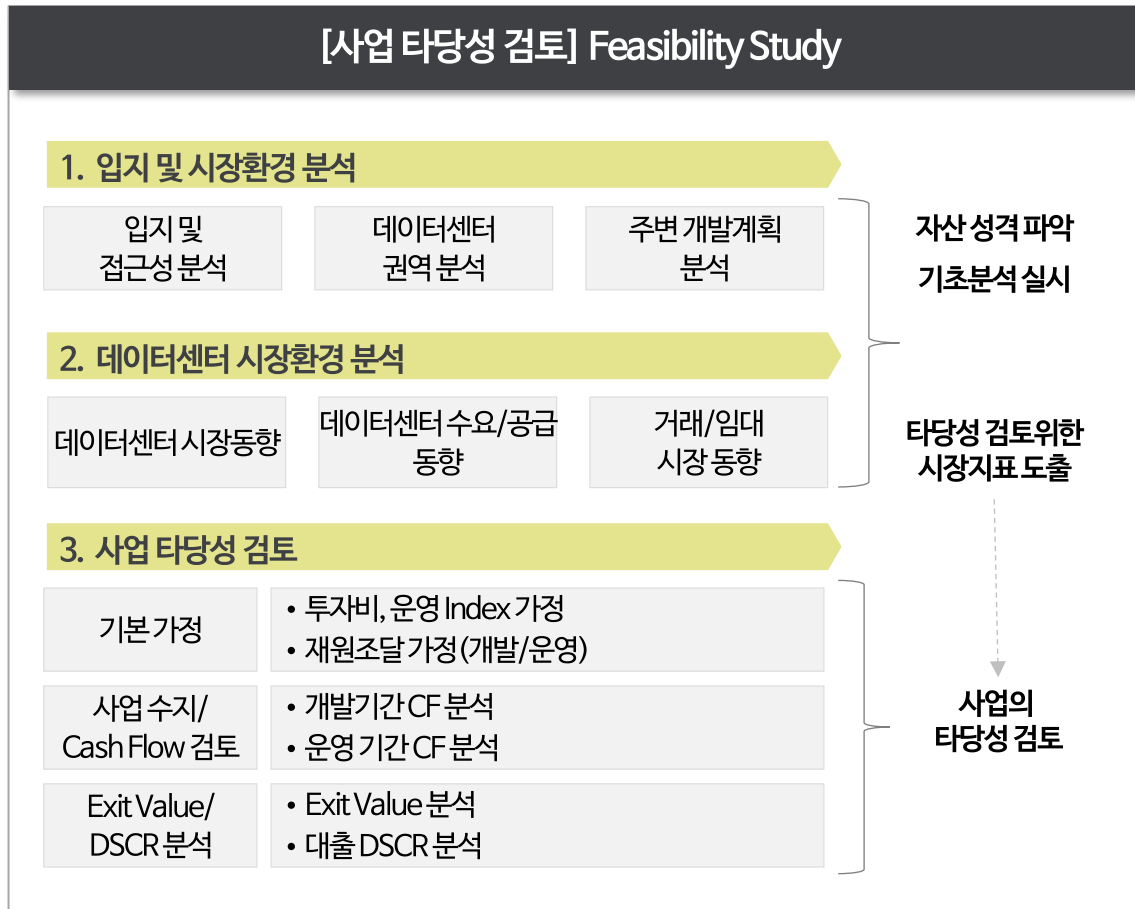 [사업 타당성 검토] Feasibility Study
1. 입지 및 시장환경 분석
입지 및
접근성 분석
데이터센터
권역 분석
주변 개발계획
분석
자산 성격 파악
기초분석 실시
2. 데이터센터 시장환경 분석
데이터센터 시장동향
데이터센터 수요/공급
동향
거래/임대
시장 동향
타당성 검토위한
시장지표 도출
3. 사업 타당성 검토
기본 가정
• 투자비, 운영 Index 가정
• 재원조달 가정(개발/운영)
사업 수지/
Cash Flow 검토
• 개발기간 CF 분석
• 운영 기간 CF 분석
Exit Value/
DSCR 분석
• Exit Value 분석
• 대출 DSCR 분석
사업의
타당성 검토